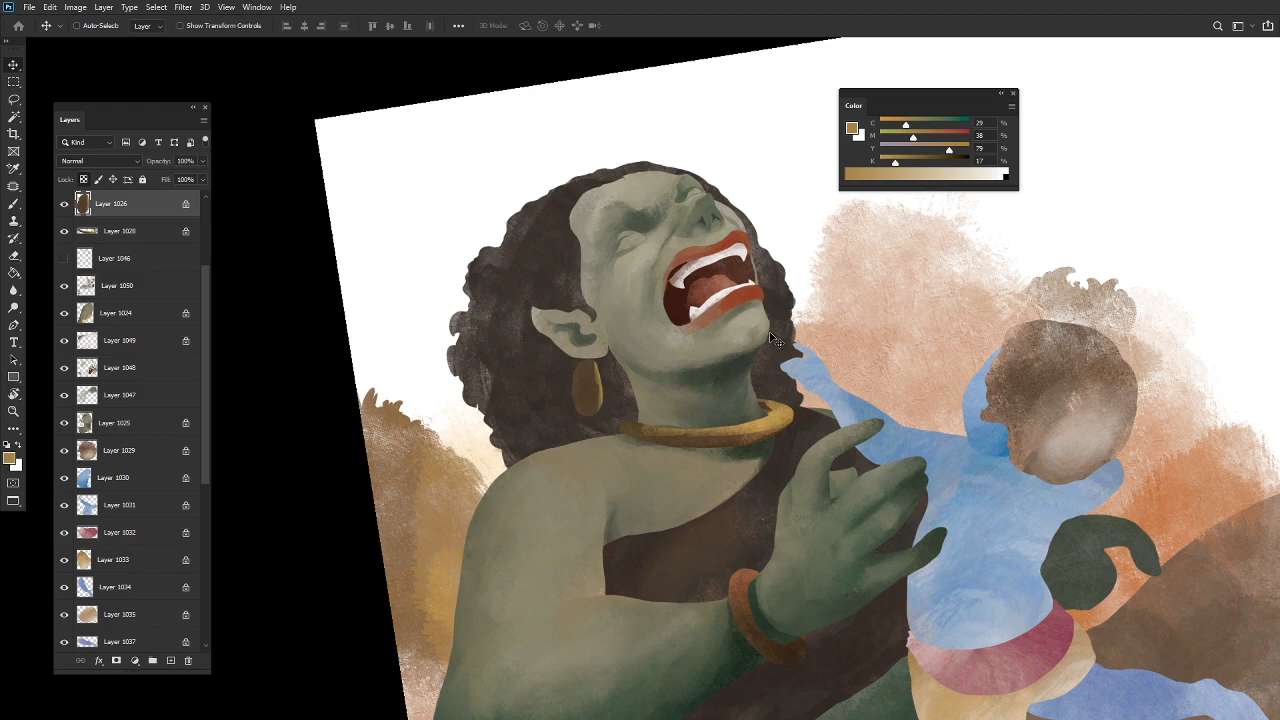 Ps File Edit Image Layer Type Select Filter 3D View Window Help
Auto-Select: Layer Show Transform Controls 3D Mode:
Layers
Kind
Normal Opacity: 100%
Lock: Fill: 100%
Layer 1026
Layer 1028
Layer 1046
Layer 1050
Layer 1024
Layer 1049
Layer 1048
Layer 1047
Layer 1025
Layer 1029
Layer 1030
Layer 1031
Layer 1032
Layer 1033
Layer 1034
Layer 1035
Layer 1037
fx
Color
C 29 %
M 38 %
Y 79 %
K 17 %